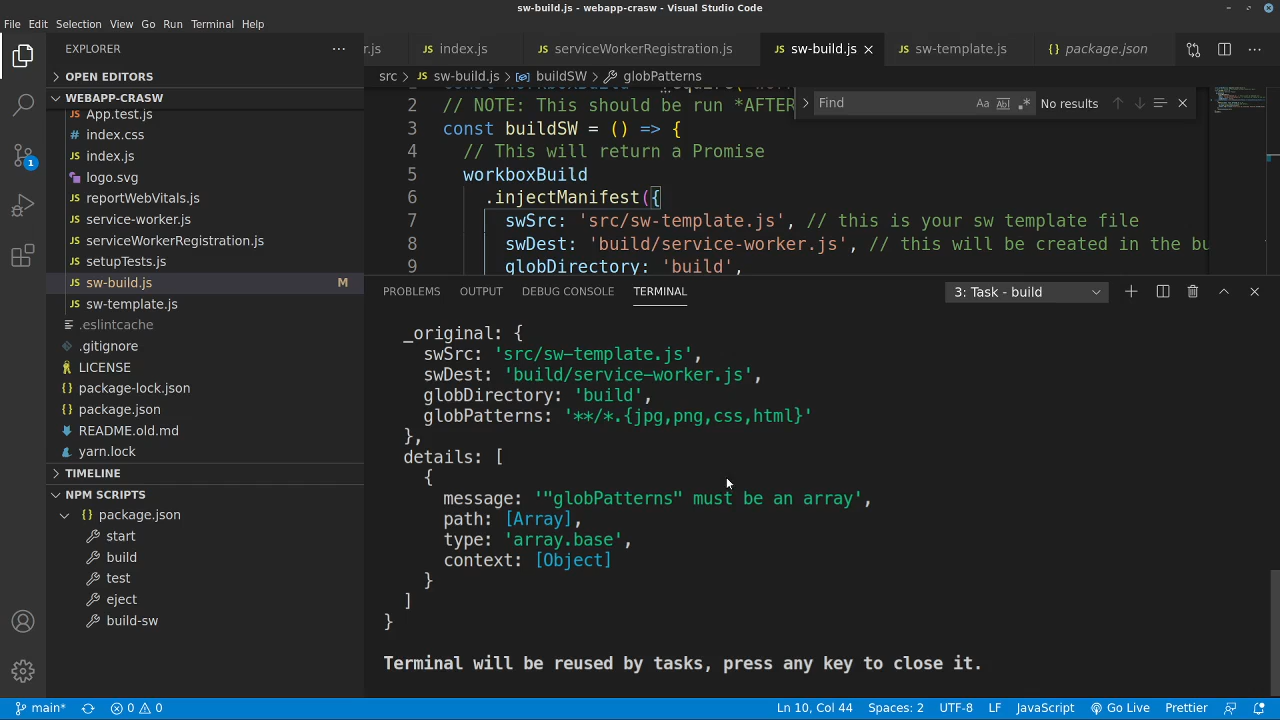 sw-build.js - webapp-crasw - Visual Studio Code
File Edit Selection View Go Run Terminal Help
EXPLORER
r.js index.js serviceWorkerRegistration.js sw-build.js sw-template.js package.json
src > sw-build.js > buildSW > globPatterns
OPEN EDITORS
WEBAPP-CRASW
App.test.js
index.css
index.js
logo.svg
reportWebVitals.js
service-worker.js
serviceWorkerRegistration.js
setupTests.js
sw-build.js M
sw-template.js
.eslintcache
.gitignore
LICENSE
package-lock.json
package.json
README.old.md
yarn.lock
TIMELINE
NPM SCRIPTS
package.json
start
build
test
eject
build-sw
1
Find Aa Ab .* No results
2 // NOTE: This should be run *AFTER
3 const buildSW = () => {
4 // This will return a Promise
5 workboxBuild
6 .injectManifest({
7 swSrc: 'src/sw-template.js', // this is your sw template file
8 swDest: 'build/service-worker.js', // this will be created in the bu
9 globDirectory: 'build',
PROBLEMS OUTPUT DEBUG CONSOLE TERMINAL 3: Task - build
_original: {
swSrc: 'src/sw-template.js',
swDest: 'build/service-worker.js',
globDirectory: 'build',
globPatterns: '**/*.{jpg,png,css,html}'
},
details: [
{
message: '"globPatterns" must be an array',
path: [Array],
type: 'array.base',
context: [Object]
}
]
}
Terminal will be reused by tasks, press any key to close it.
main* 0 0 Ln 10, Col 44 Spaces: 2 UTF-8 LF JavaScript Go Live Prettier